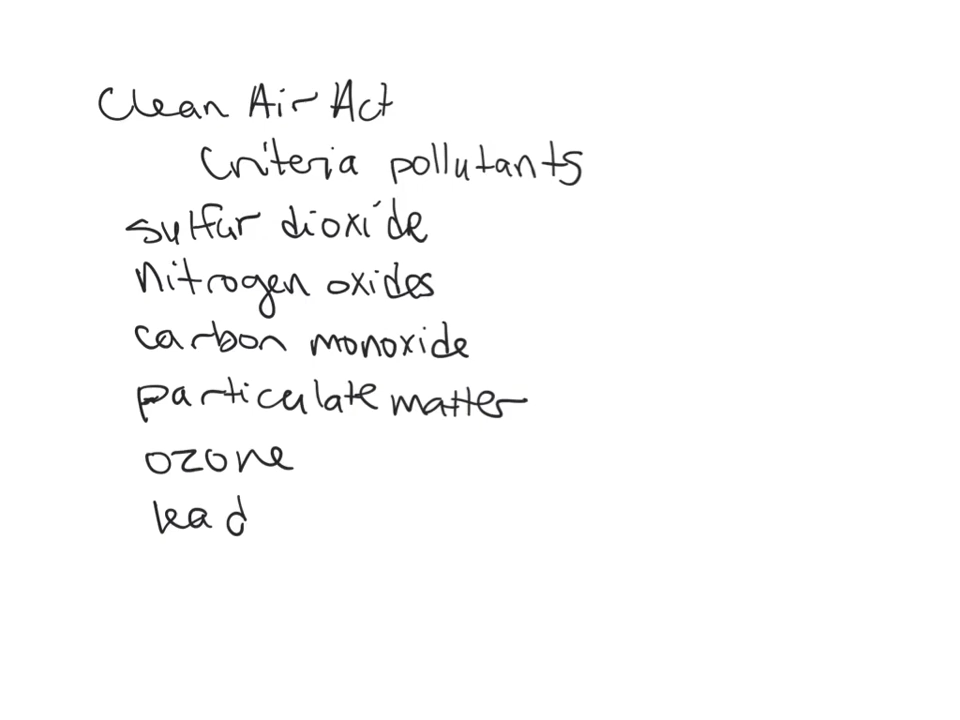 Clean Air Act
Criteria pollutants
sulfur dioxide
nitrogen oxides
carbon monoxide
particulate matter
ozone
lead